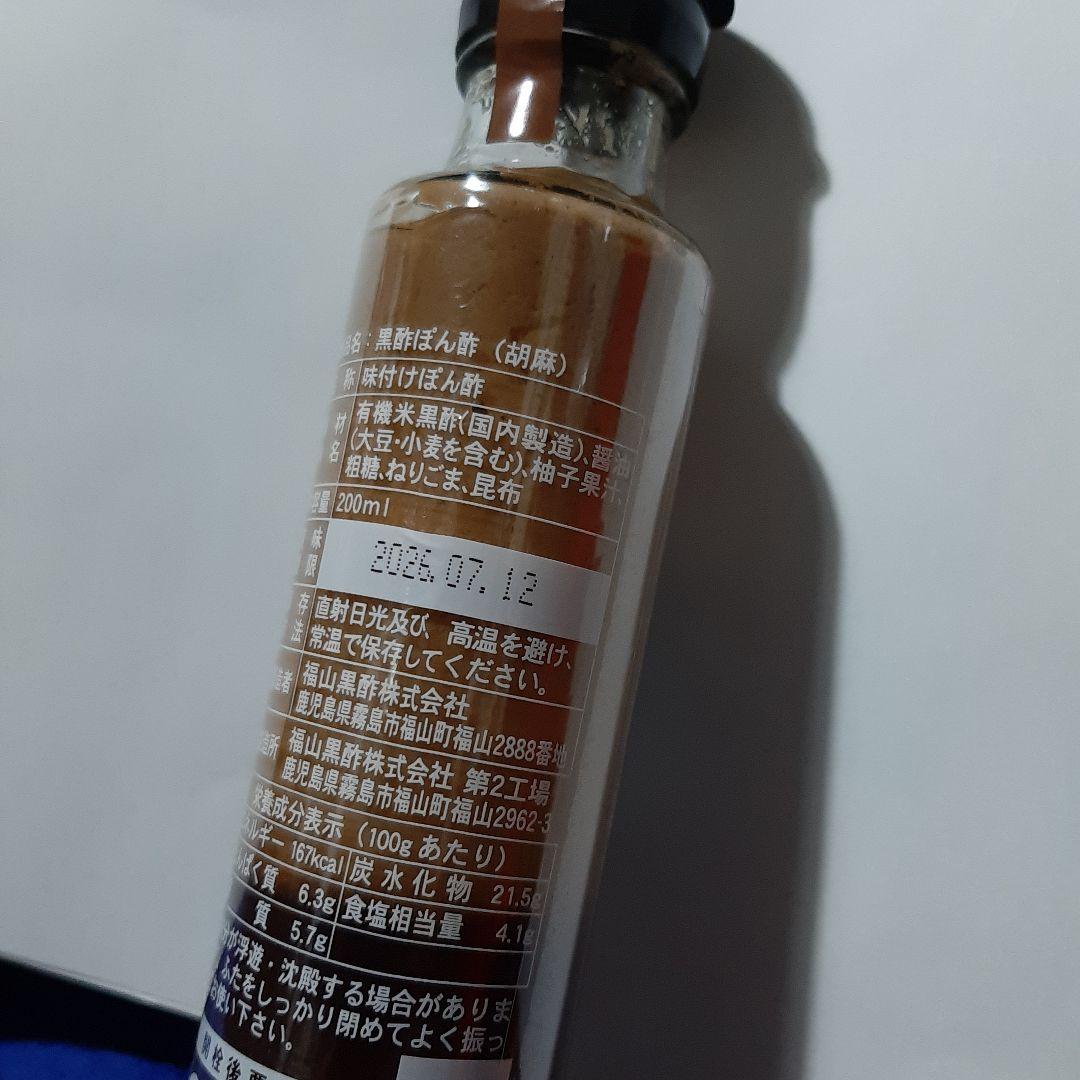 名：黒酢ぽん酢（胡麻）
称 味付けぽん酢
材 有機米黒酢(国内製造)、醤油
名 (大豆・小麦を含む)、柚子果汁、
粗糖、ねりごま、昆布
容量 200ml
味
限 2026.07.12
存 直射日光及び、高温を避け、
法 常温で保存してください。
者 福山黒酢株式会社
鹿児島県霧島市福山町福山2888番地
所 福山黒酢株式会社 第2工場
鹿児島県霧島市福山町福山2962-3
栄養成分表示（100gあたり）
ネルギー 167kcal 炭水化物 21.5g
ぱく質 6.3g 食塩相当量 4.1g
質 5.7g
が浮遊・沈殿する場合がありま
ふたをしっかり閉めてよく振っ
お使い下さい。
開栓後要